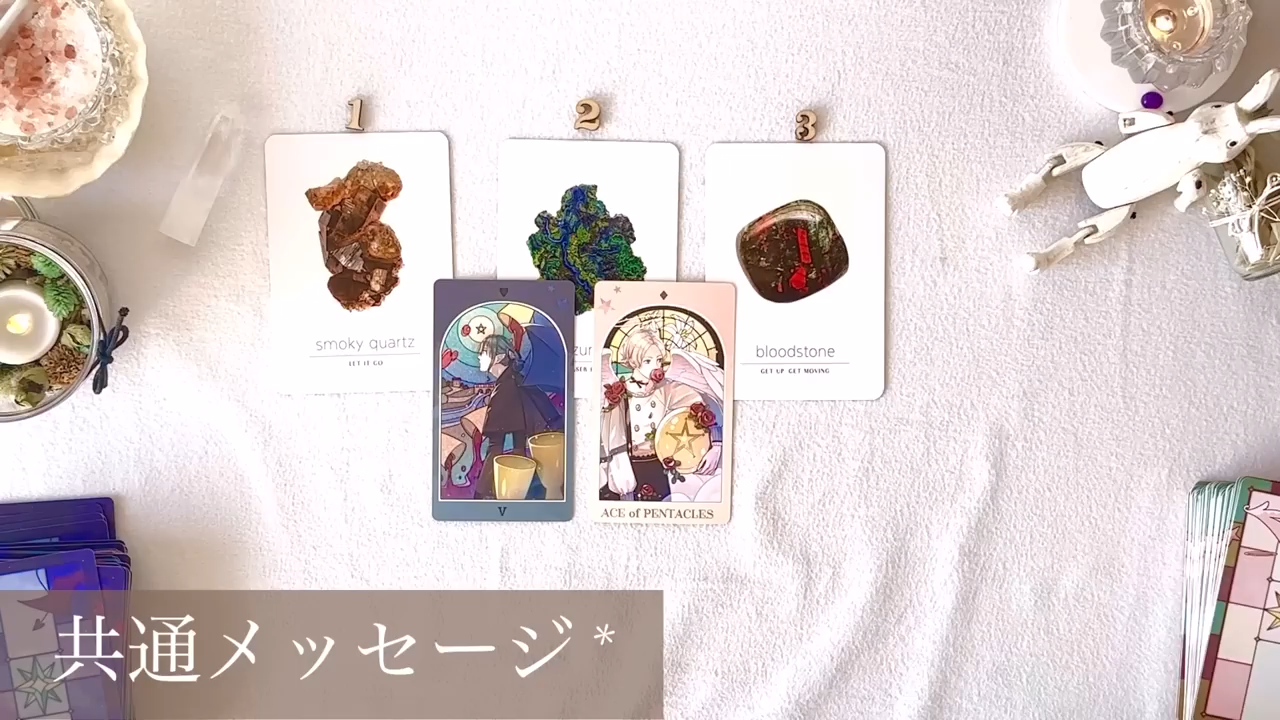 1
2
3
smoky quartz
LET IT GO
bloodstone
GET UP GET MOVING
V
ACE of PENTACLES
共通メッセージ*